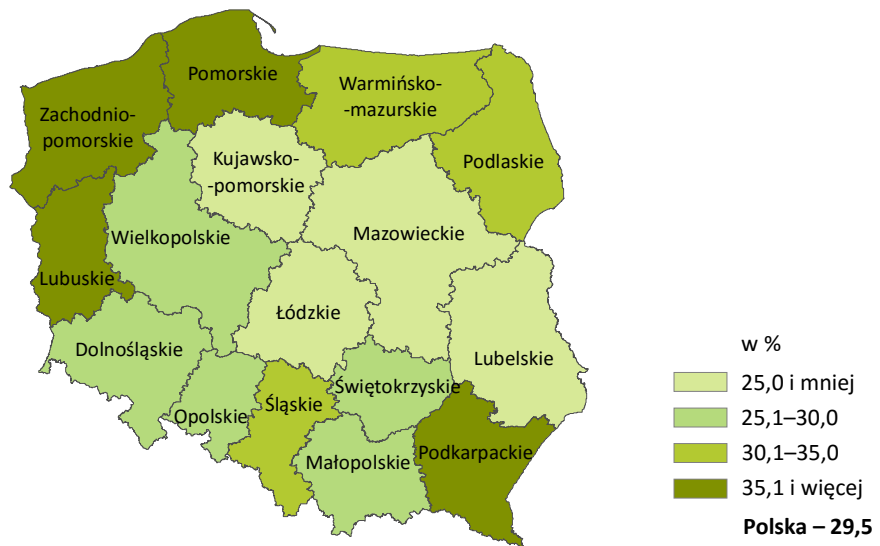 Pomorskie
Warmińsko-
-mazurskie
Zachodnio-
pomorskie
Podlaskie
Kujawsko-
-pomorskie
Mazowieckie
Wielkopolskie
Lubuskie
Łódzkie
Dolnośląskie
Lubelskie
Świętokrzyskie
Śląskie
Opolskie
Podkarpackie
Małopolskie
w %
25,0 i mniej
25,1–30,0
30,1–35,0
35,1 i więcej
Polska – 29,5